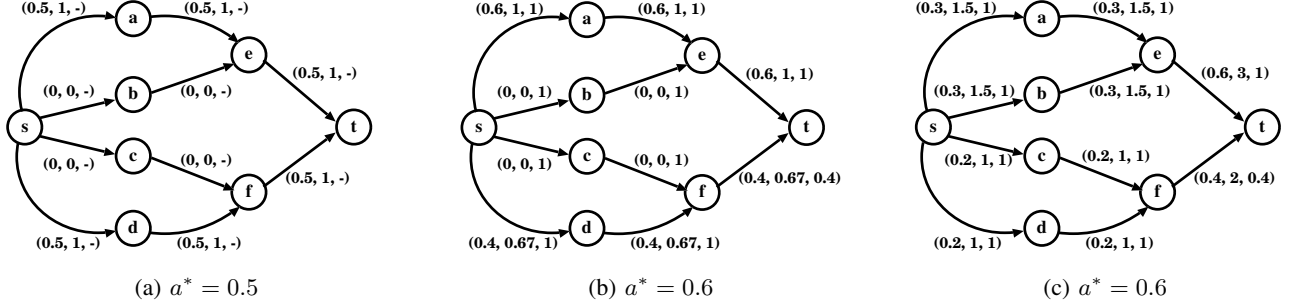 (0.5, 1, -) (0.5, 1, -)
a
e
(0.5, 1, -)
(0, 0, -) b (0, 0, -)
s
t
(0, 0, -) c (0, 0, -)
(0.5, 1, -)
f
d
(0.5, 1, -) (0.5, 1, -)
(a) a* = 0.5
(0.6, 1, 1) (0.6, 1, 1)
a
e
(0.6, 1, 1)
(0, 0, 1) b (0, 0, 1)
s
t
(0, 0, 1) c (0, 0, 1)
(0.4, 0.67, 0.4)
f
d
(0.4, 0.67, 1) (0.4, 0.67, 1)
(b) a* = 0.6
(0.3, 1.5, 1) (0.3, 1.5, 1)
a
e
(0.6, 3, 1)
(0.3, 1.5, 1) b (0.3, 1.5, 1)
s
t
(0.2, 1, 1) c (0.2, 1, 1)
(0.4, 2, 0.4)
f
d
(0.2, 1, 1) (0.2, 1, 1)
(c) a* = 0.6